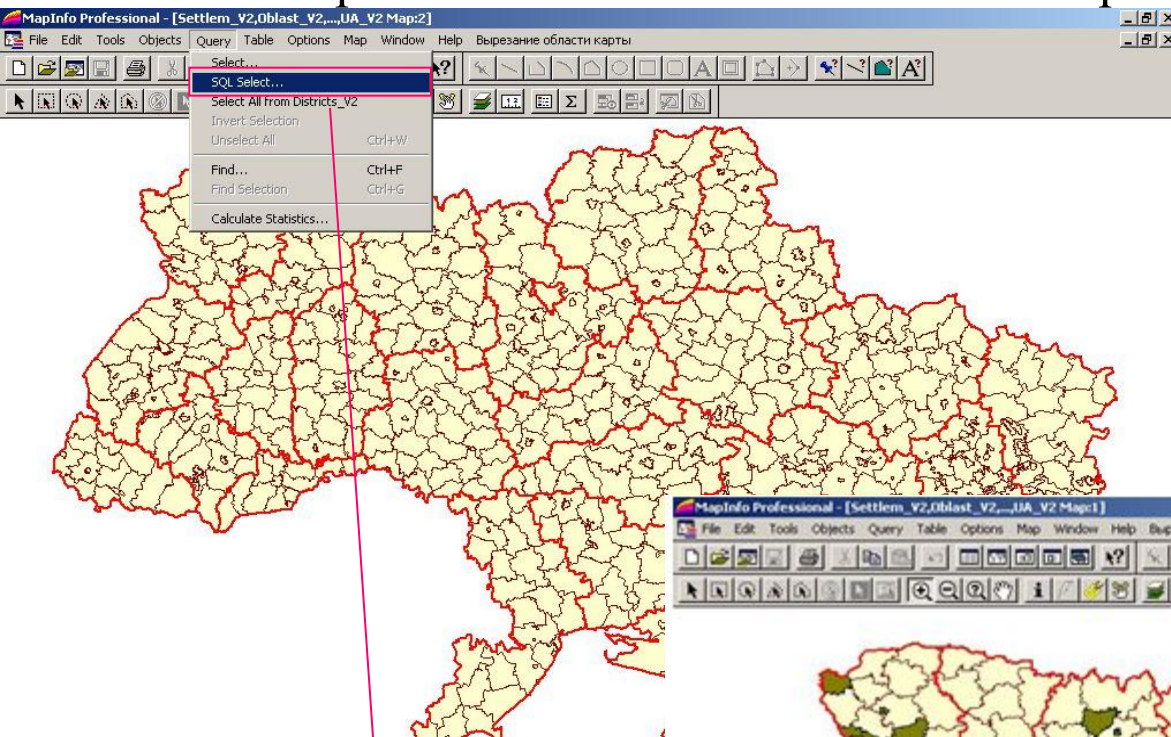 MapInfo Professional - [Settlem_V2,Oblast_V2,...,UA_V2 Map:2]
File Edit Tools Objects Query Table Options Map Window Help Вырезание области карты
Select...
SQL Select...
Select All from Districts_V2
Invert Selection
Unselect All Ctrl+W
Find... Ctrl+F
Find Selection Ctrl+G
Calculate Statistics...
MapInfo Professional - [Settlem_V2,Oblast_V2,...,UA_V2 Map:1]
File Edit Tools Objects Query Table Options Map Window Help